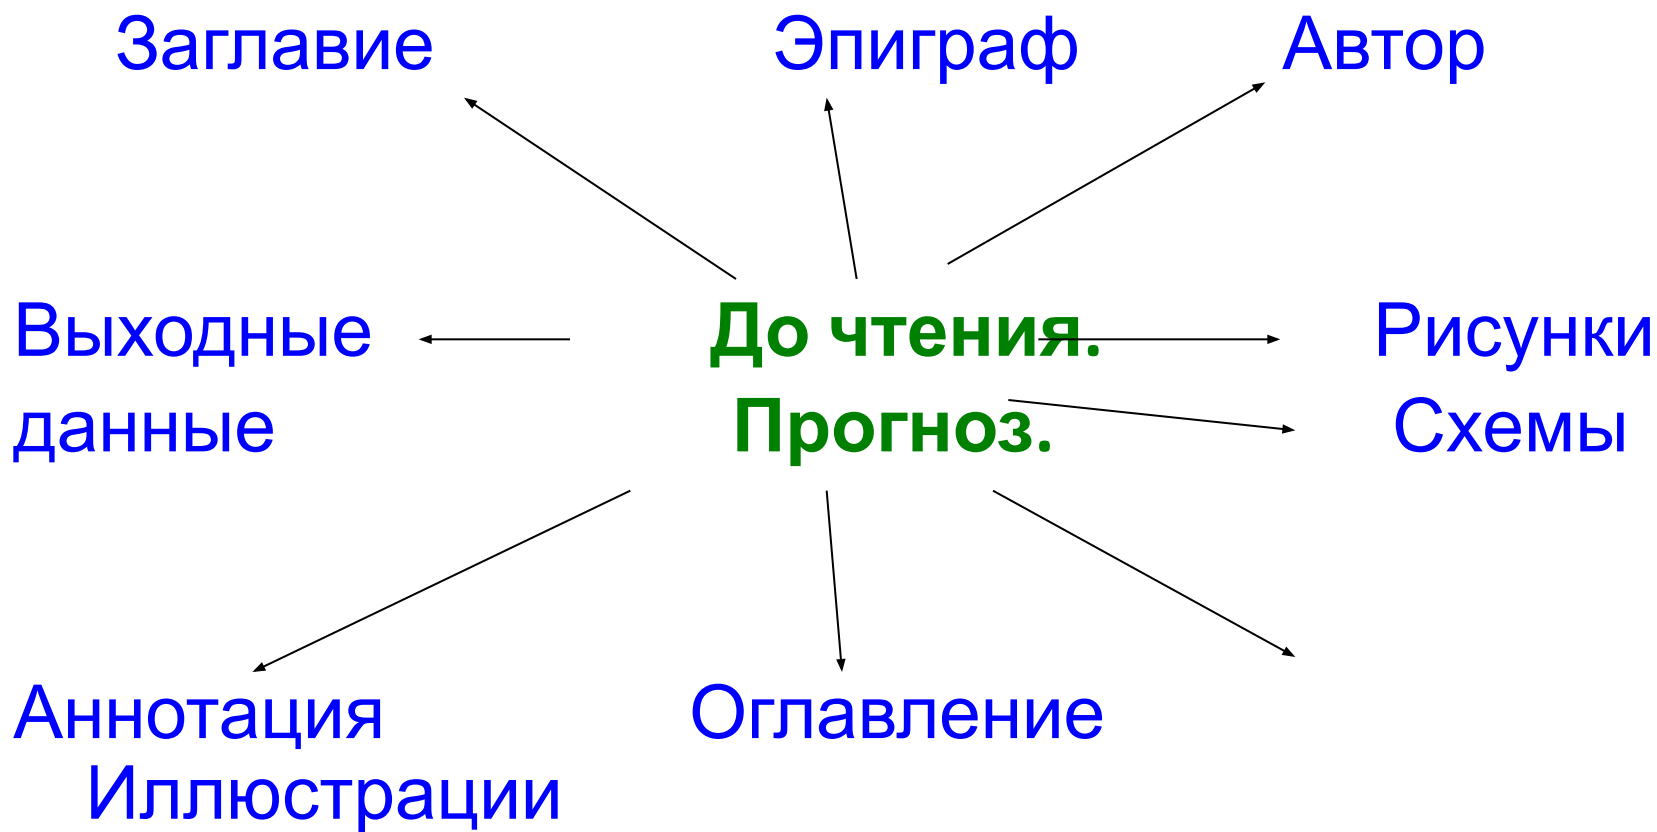 Заглавие Эпиграф Автор
Выходные До чтения. Рисунки
данные Прогноз. Схемы
Аннотация Оглавление
Иллюстрации